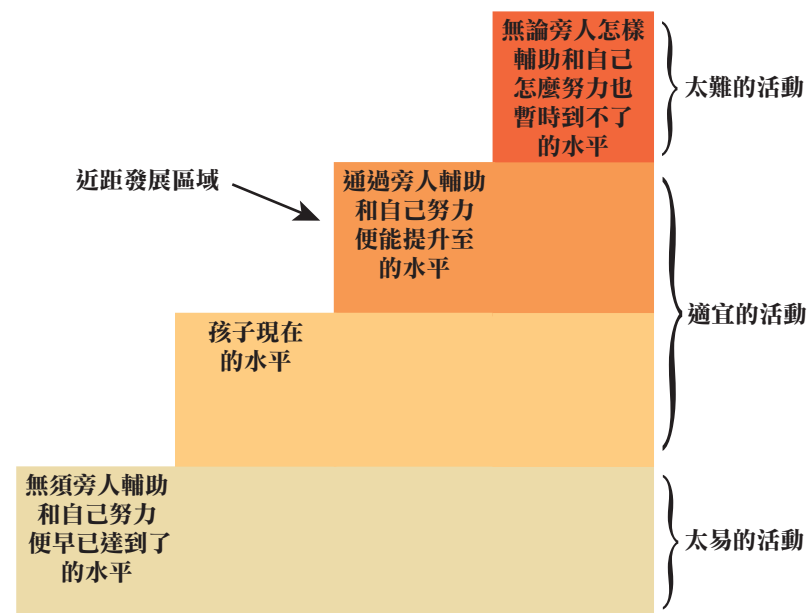 無論旁人怎樣
輔助和自己
怎麼努力也
暫時到不了
的水平
太難的活動
近距發展區域
通過旁人輔助
和自己努力
便能提升至
的水平
適宜的活動
孩子現在
的水平
無須旁人輔助
和自己努力
便早已達到了
的水平
太易的活動